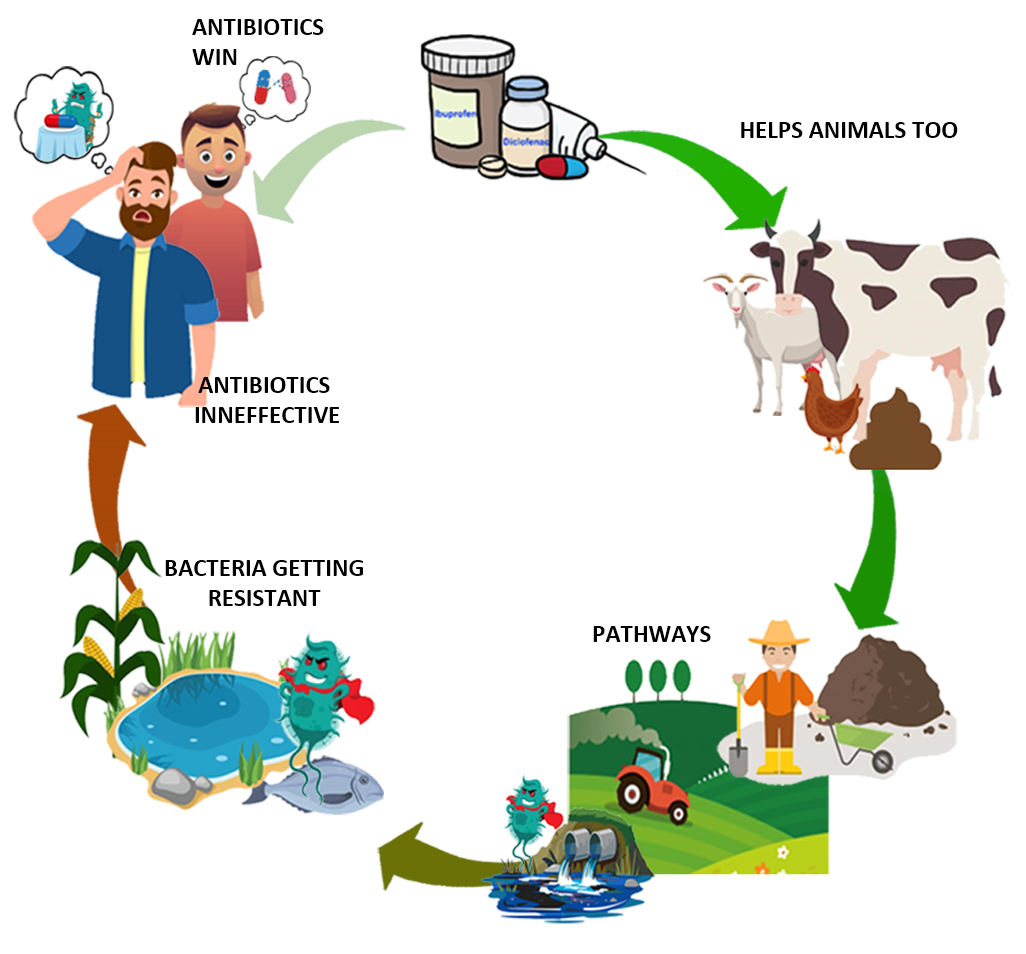 ANTIBIOTICS
WIN
Ibuprofen
Diclofenac
HELPS ANIMALS TOO
ANTIBIOTICS
INNEFFECTIVE
BACTERIA GETTING
RESISTANT
PATHWAYS